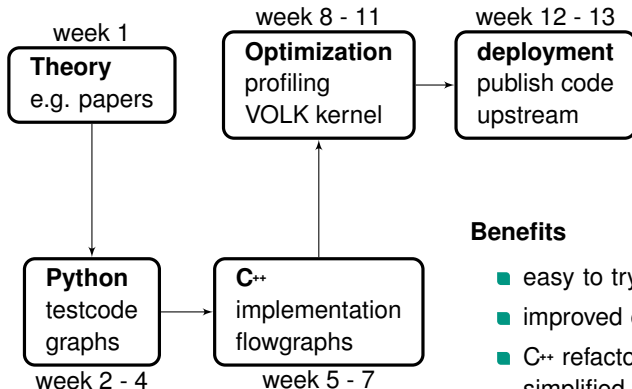 week 1
Theory
e.g. papers
week 8 - 11
Optimization
profiling
VOLK kernel
week 12 - 13
deployment
publish code
upstream
Python
testcode
graphs
week 2 - 4
C++
implementation
flowgraphs
week 5 - 7
Benefits
easy to try
improved
C++ refacto
simplified